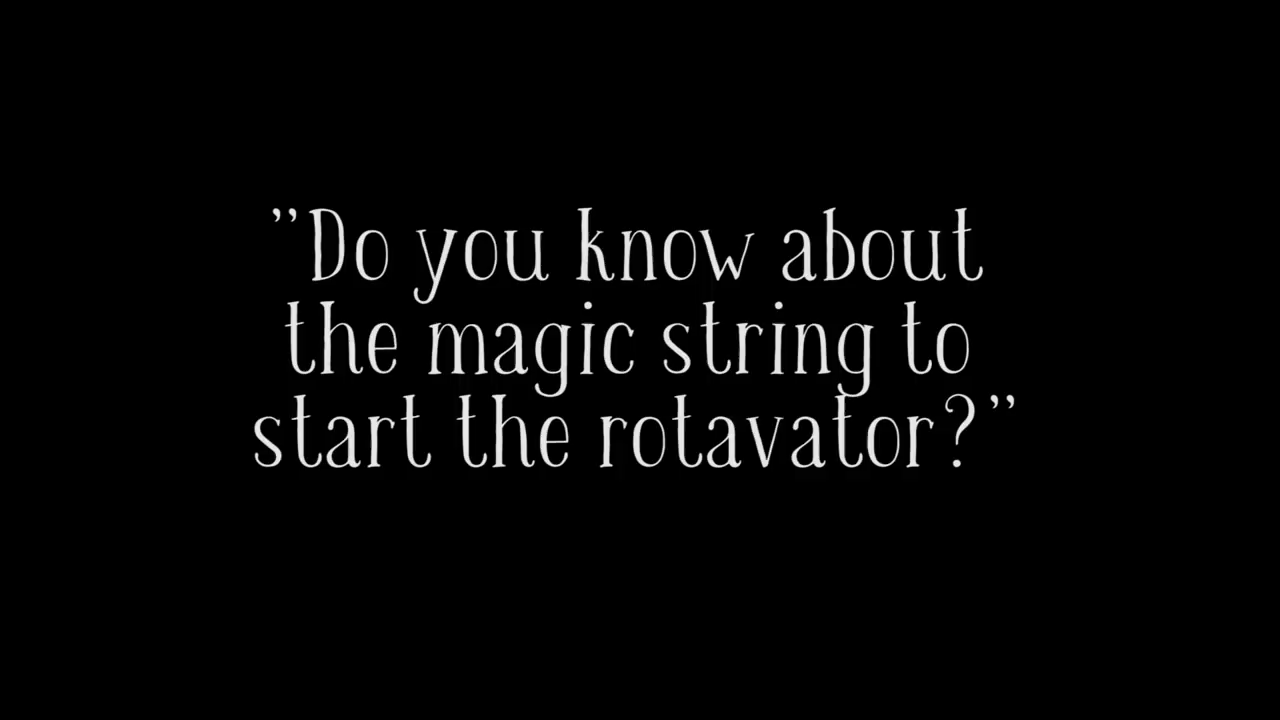 ”Do you know about
the magic string to
start the rotavator?”